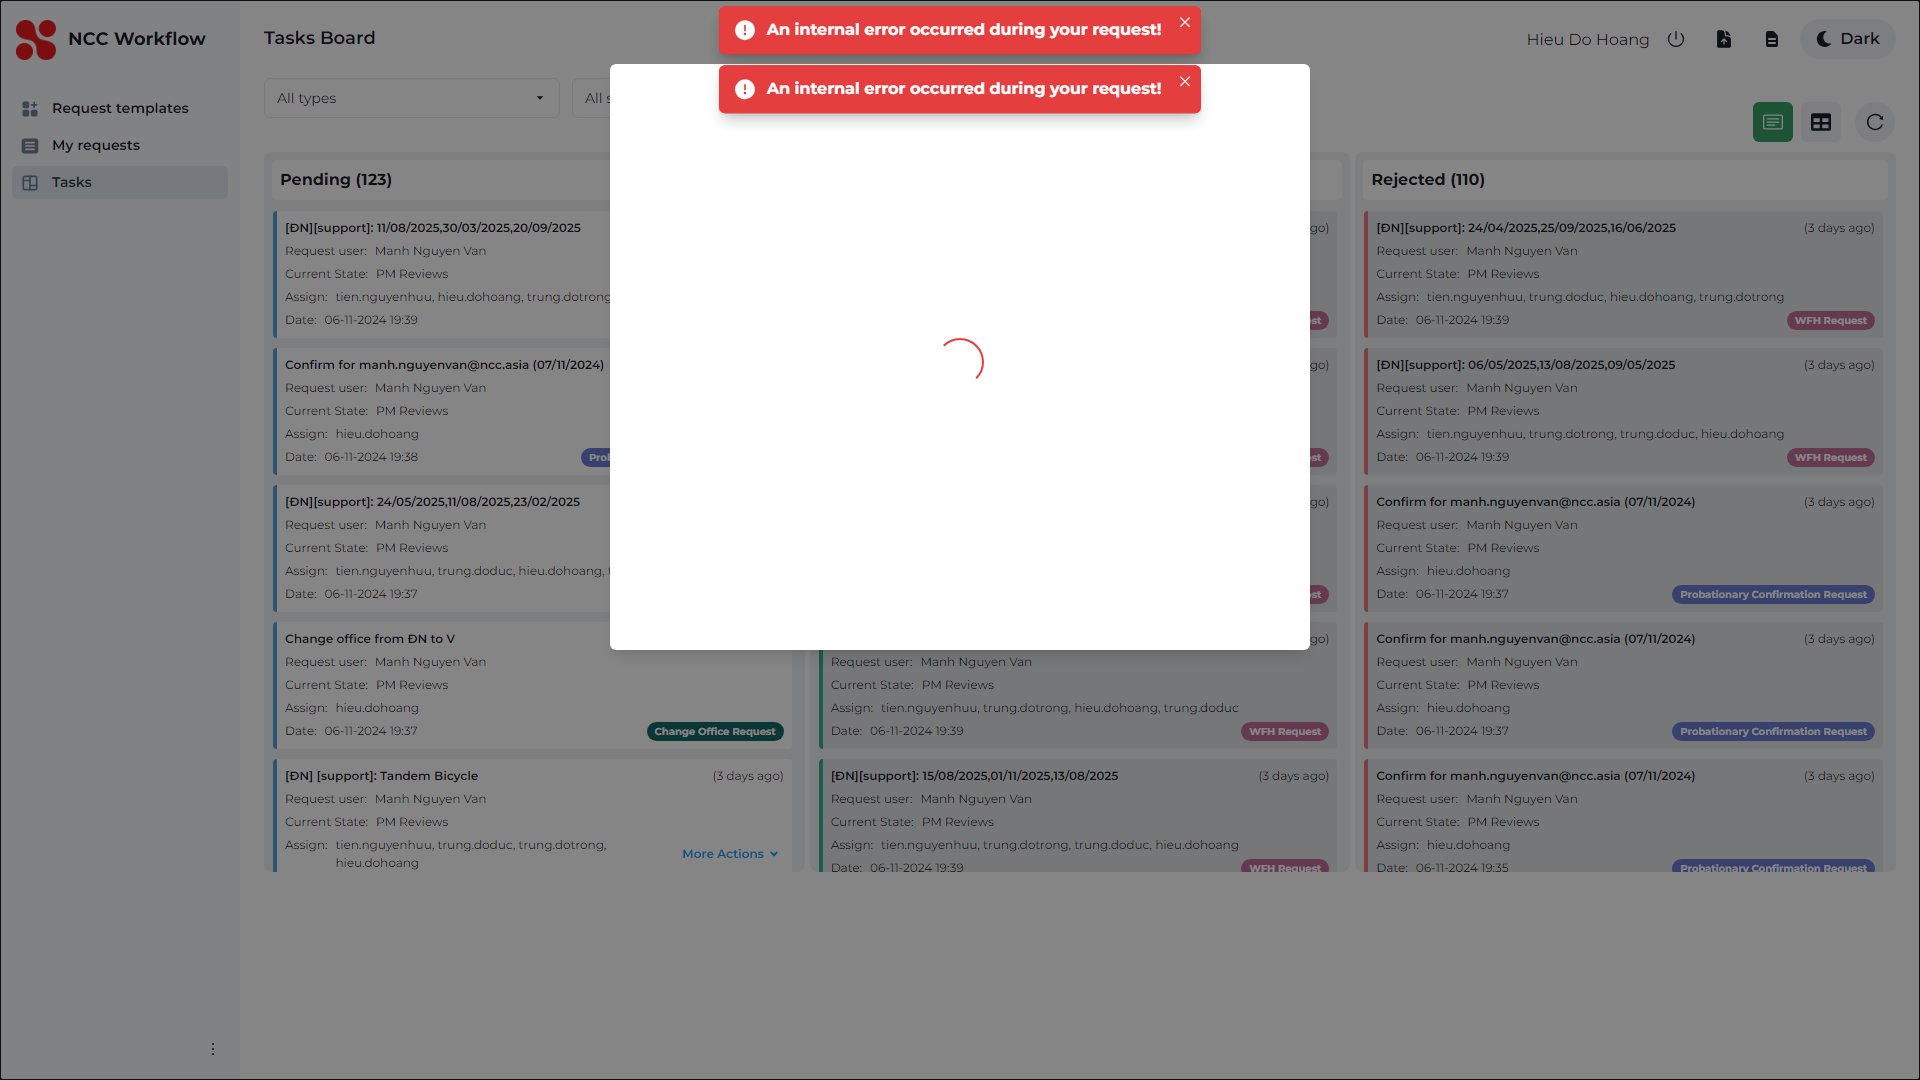 NCC Workflow
Request templates
My requests
Tasks
Tasks Board
An internal error occurred during your request!
An internal error occurred during your request!
Hieu Do Hoang
Dark
All types
All s
Pending (123)
[ĐN][support]: 11/08/2025,30/03/2025,20/09/2025
Request user: Manh Nguyen Van
Current State: PM Reviews
Assign: tien.nguyenhuu, hieu.dohoang, trung.dotrong
Date: 06-11-2024 19:39
Confirm for manh.nguyenvan@ncc.asia (07/11/2024)
Request user: Manh Nguyen Van
Current State: PM Reviews
Assign: hieu.dohoang
Date: 06-11-2024 19:38
Prol
[ĐN][support]: 24/05/2025,11/08/2025,23/02/2025
Request user: Manh Nguyen Van
Current State: PM Reviews
Assign: tien.nguyenhuu, trung.doduc, hieu.dohoang,
Date: 06-11-2024 19:37
Change office from ĐN to V
Request user: Manh Nguyen Van
Current State: PM Reviews
Assign: hieu.dohoang
Date: 06-11-2024 19:37
Change Office Request
[ĐN] [support]: Tandem Bicycle (3 days ago)
Request user: Manh Nguyen Van
Current State: PM Reviews
Assign: tien.nguyenhuu, trung.doduc, trung.dotrong,
hieu.dohoang
More Actions
go)
st
go)
st
go)
st
go)
Request user: Manh Nguyen Van
Current State: PM Reviews
Assign: tien.nguyenhuu, trung.dotrong, hieu.dohoang, trung.doduc
Date: 06-11-2024 19:39
WFH Request
[ĐN][support]: 15/08/2025,01/11/2025,13/08/2025 (3 days ago)
Request user: Manh Nguyen Van
Current State: PM Reviews
Assign: tien.nguyenhuu, trung.dotrong, trung.doduc, hieu.dohoang
Date: 06-11-2024 19:39
WFH Request
Rejected (110)
[ĐN][support]: 24/04/2025,25/09/2025,16/06/2025 (3 days ago)
Request user: Manh Nguyen Van
Current State: PM Reviews
Assign: tien.nguyenhuu, trung.doduc, hieu.dohoang, trung.dotrong
Date: 06-11-2024 19:39
WFH Request
[ĐN][support]: 06/05/2025,13/08/2025,09/05/2025 (3 days ago)
Request user: Manh Nguyen Van
Current State: PM Reviews
Assign: tien.nguyenhuu, trung.dotrong, trung.doduc, hieu.dohoang
Date: 06-11-2024 19:39
WFH Request
Confirm for manh.nguyenvan@ncc.asia (07/11/2024) (3 days ago)
Request user: Manh Nguyen Van
Current State: PM Reviews
Assign: hieu.dohoang
Date: 06-11-2024 19:37
Probationary Confirmation Request
Confirm for manh.nguyenvan@ncc.asia (07/11/2024) (3 days ago)
Request user: Manh Nguyen Van
Current State: PM Reviews
Assign: hieu.dohoang
Date: 06-11-2024 19:37
Probationary Confirmation Request
Confirm for manh.nguyenvan@ncc.asia (07/11/2024) (3 days ago)
Request user: Manh Nguyen Van
Current State: PM Reviews
Assign: hieu.dohoang
Date: 06-11-2024 19:35
Probationary Confirmation Request